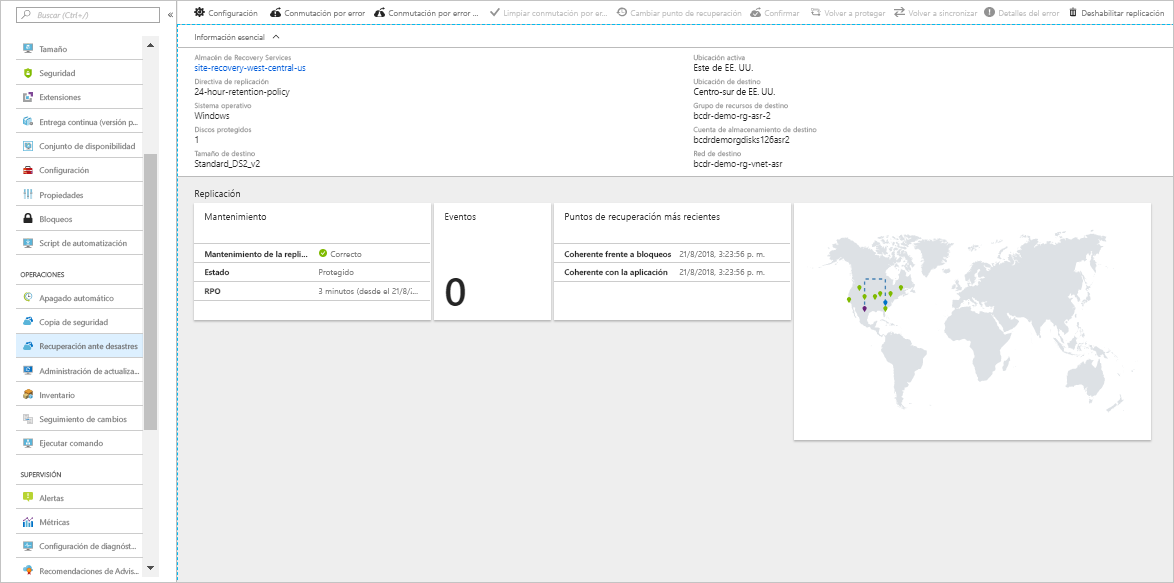 Buscar (Ctrl+/)
«
Configuración
Conmutación por error
Conmutación por error ...
Limpiar conmutación por er...
Cambiar punto de recuperación
Confirmar
Volver a proteger
Volver a sincronizar
Detalles del error
Deshabilitar replicación
Tamaño
Seguridad
Extensiones
Entrega continua (versión p...
Conjunto de disponibilidad
Configuración
Propiedades
Bloqueos
Script de automatización
OPERACIONES
Apagado automático
Copia de seguridad
Recuperación ante desastres
Administración de actualiza...
Inventario
Seguimiento de cambios
Ejecutar comando
SUPERVISIÓN
Alertas
Métricas
Configuración de diagnóst...
Recomendaciones de Advis...
Información esencial
Almacén de Recovery Services
site-recovery-west-central-us
Directiva de replicación
24-hour-retention-policy
Sistema operativo
Windows
Discos protegidos
1
Tamaño de destino
Standard_DS2_v2
Ubicación activa
Este de EE. UU.
Ubicación de destino
Centro-sur de EE. UU.
Grupo de recursos de destino
bcdr-demo-rg-asr-2
Cuenta de almacenamiento de destino
bcdrdemorgdisks126asr2
Red de destino
bcdr-demo-rg-vnet-asr
Replicación
Mantenimiento
Mantenimiento de la repli... Correcto
Estado Protegido
RPO 3 minutos (desde el 21/8/...
Eventos
0
Puntos de recuperación más recientes
Coherente frente a bloqueos 21/8/2018, 3:23:56 p. m.
Coherente con la aplicación 21/8/2018, 3:23:56 p. m.